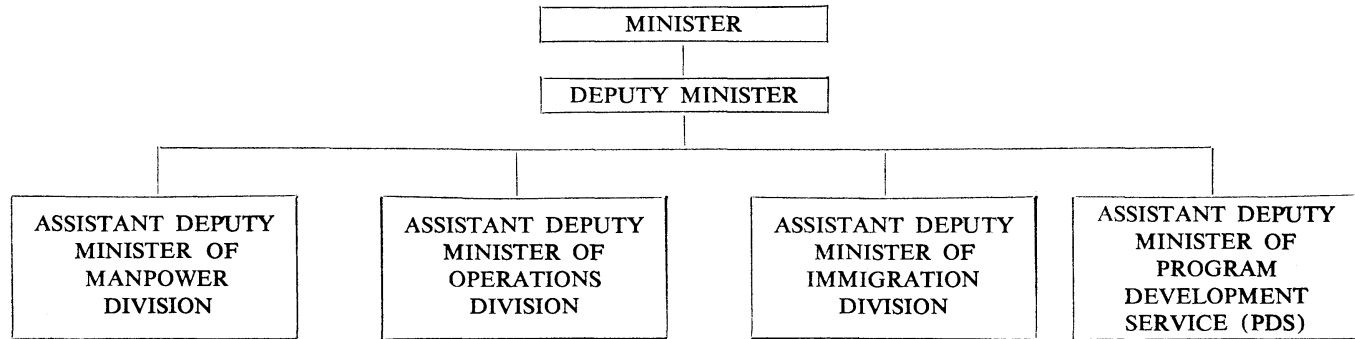 MINISTER
DEPUTY MINISTER
ASSISTANT DEPUTY
MINISTER OF
MANPOWER
DIVISION
ASSISTANT DEPUTY
MINISTER OF
OPERATIONS
DIVISION
ASSISTANT DEPUTY
MINISTER OF
IMMIGRATION
DIVISION
ASSISTANT DEPUTY
MINISTER OF
PROGRAM
DEVELOPMENT
SERVICE (PDS)